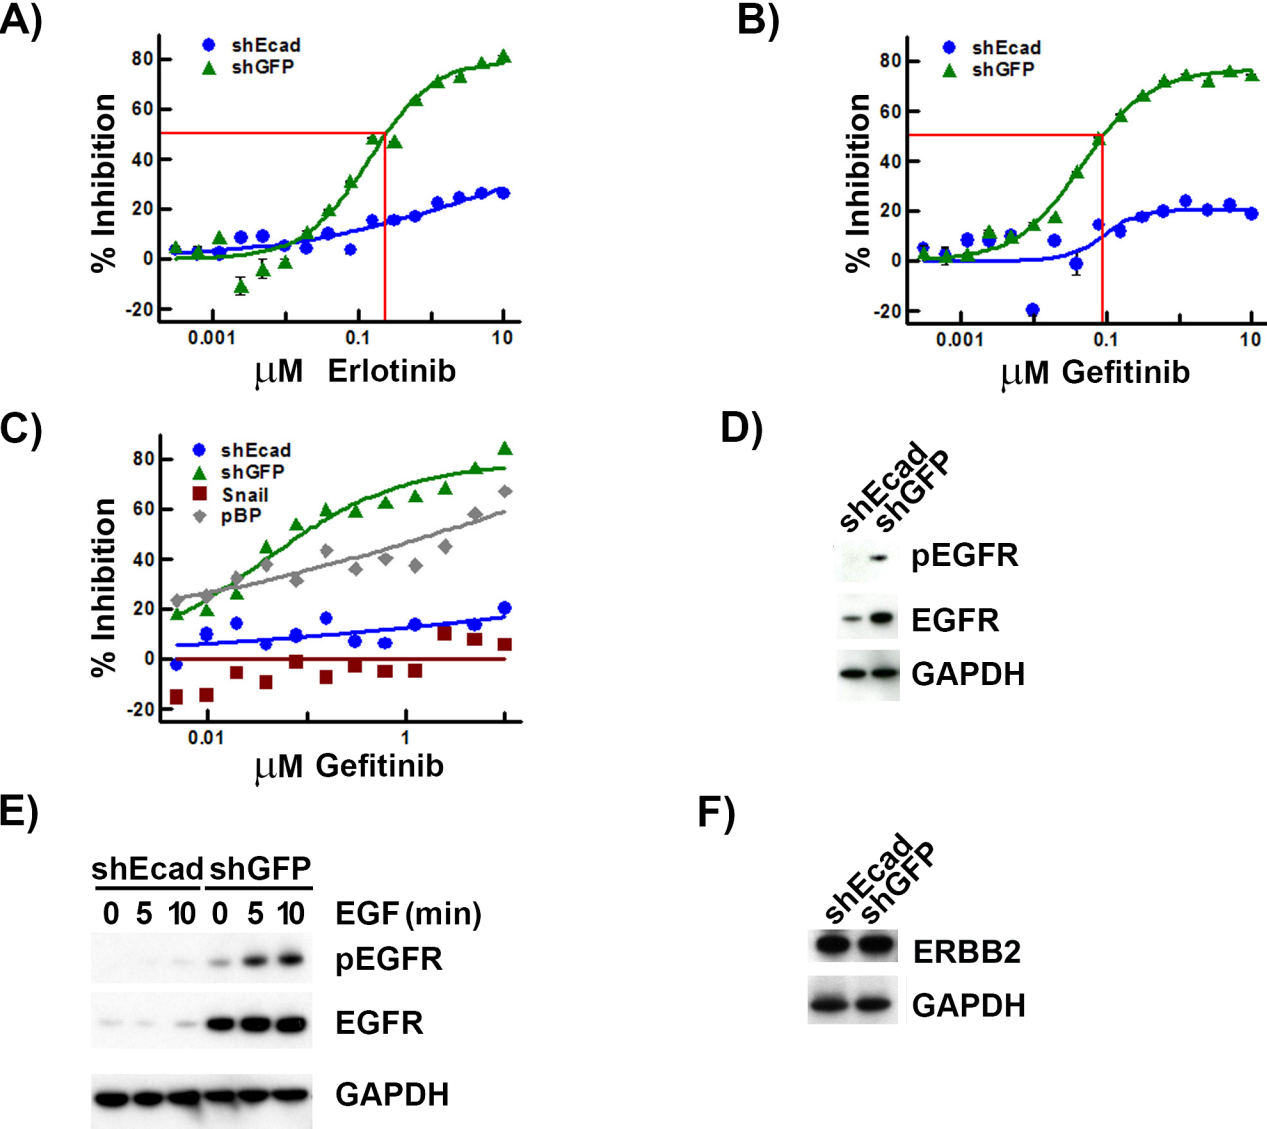 A)
shEcad
shGFP
80
60
40
20
0
-20
% Inhibition
0.001
0.1
10
μM Erlotinib
B)
shEcad
shGFP
80
60
40
20
0
-20
% Inhibition
0.001
0.1
10
μM Gefitinib
C)
shEcad
shGFP
Snail
pBP
80
60
40
20
0
-20
% Inhibition
0.01
1
μM Gefitinib
D)
shEcad
shGFP
pEGFR
EGFR
GAPDH
E)
shEcad shGFP
0 5 10 0 5 10 EGF (min)
pEGFR
EGFR
GAPDH
F)
shEcad
shGFP
ERBB2
GAPDH